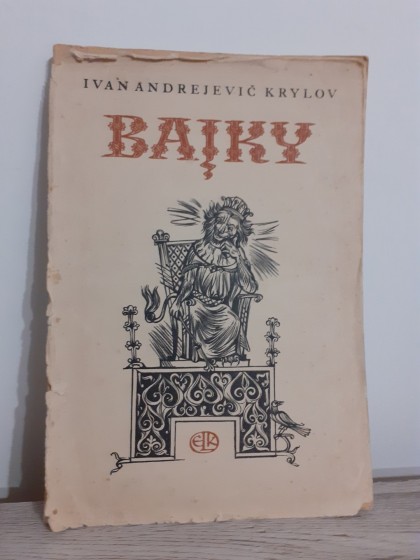 IVAN ANDREJEVIČ KRYLOV
BAJKY
ELK